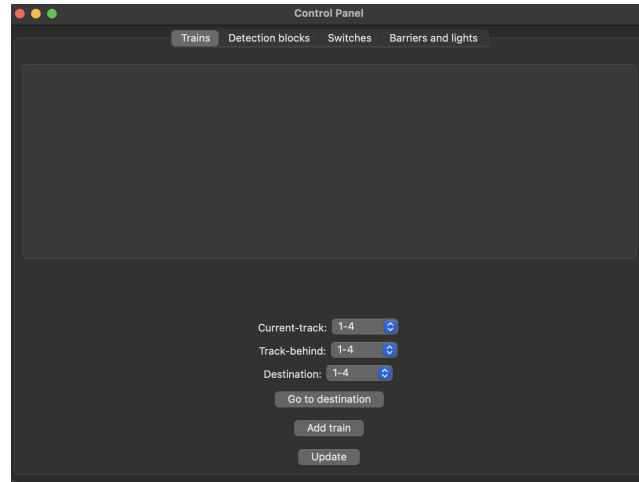 Control Panel
Trains Detection blocks Switches Barriers and lights
Current-track: 1-4
Track-behind: 1-4
Destination: 1-4
Go to destination
Add train
Update